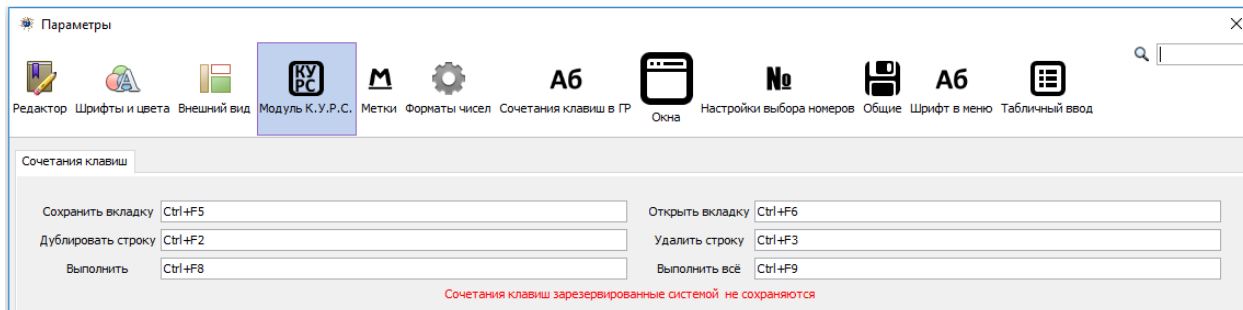 Параметры
КУ
РС
М
Аб
№
Аб
Редактор Шрифты и цвета Внешний вид Модуль К.У.Р.С. Метки Форматы чисел Сочетания клавиш в ГР Окна Настройки выбора номеров Общие Шрифт в меню Табличный ввод
Сочетания клавиш
Сохранить вкладку Ctrl+F5 Открыть вкладку Ctrl+F6
Дублировать строку Ctrl+F2 Удалить строку Ctrl+F3
Выполнить Ctrl+F8 Выполнить всё Ctrl+F9
Сочетания клавиш зарезервированные системой не сохраняются